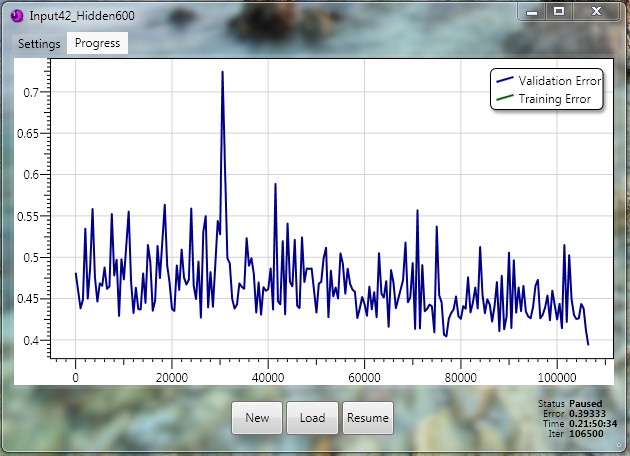 Input42_Hidden600
Settings Progress
Validation Error
Training Error
0.7
0.65
0.6
0.55
0.5
0.45
0.4
0 20000 40000 60000 80000 100000
New Load Resume
Status Paused
Error 0.39333
Time 0.21:50:34
Iter 106500